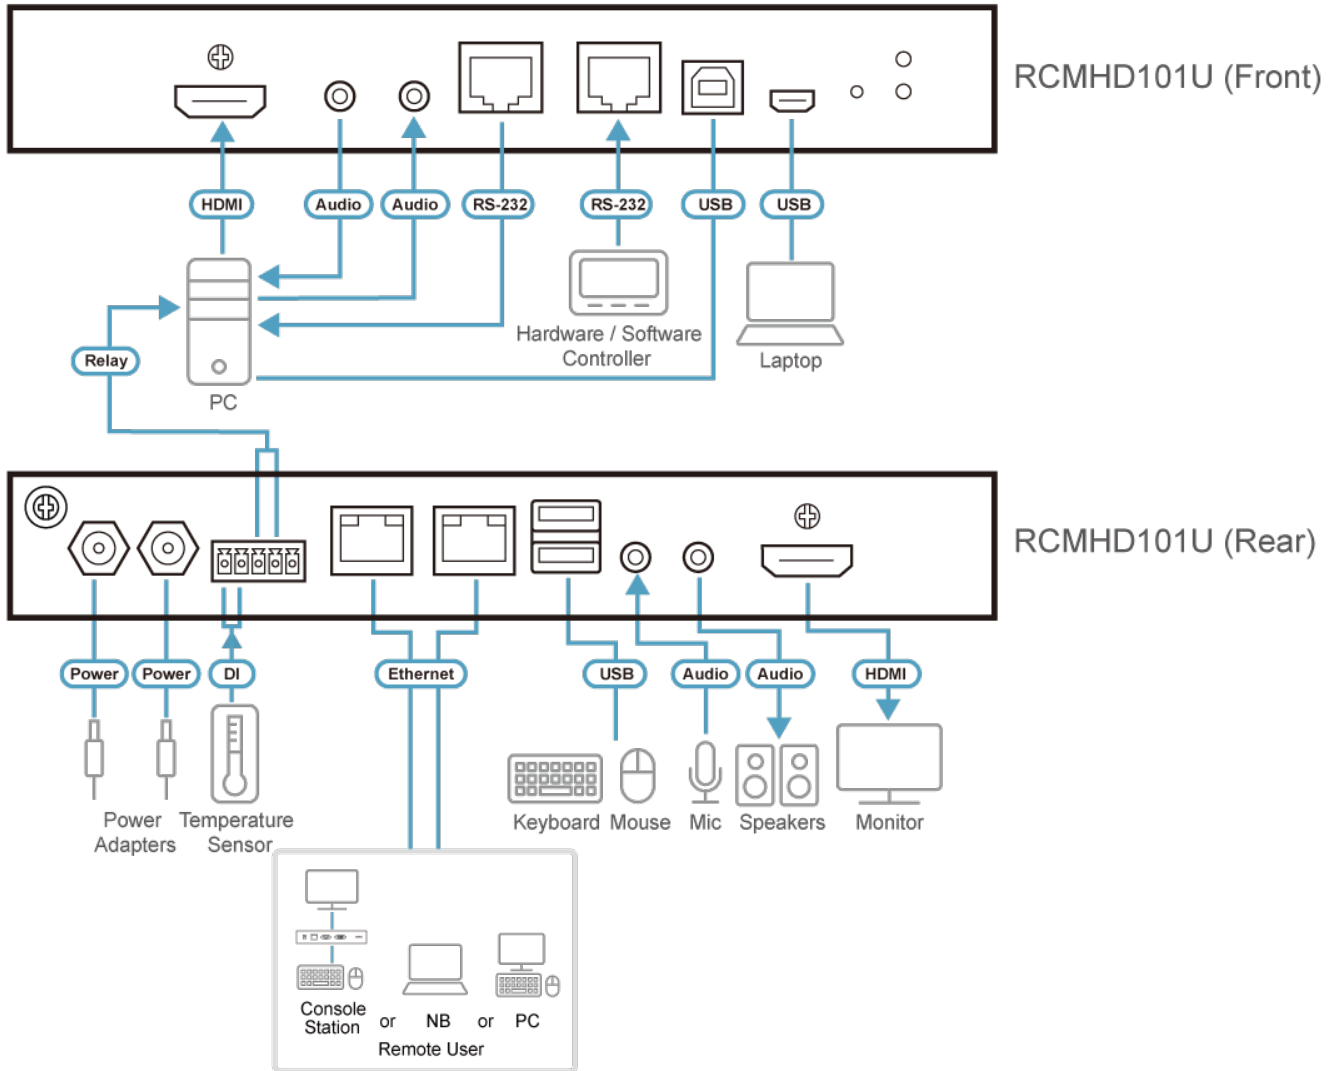 RCMHD101U (Front)
HDMI
Audio
Audio
RS-232
RS-232
USB
USB
Hardware / Software
Controller
Laptop
Relay
PC
RCMHD101U (Rear)
Power
Power
DI
Ethernet
USB
Audio
Audio
HDMI
Power
Adapters
Temperature
Sensor
Keyboard
Mouse
Mic
Speakers
Monitor
Console
Station
or
NB
or
PC
Remote User